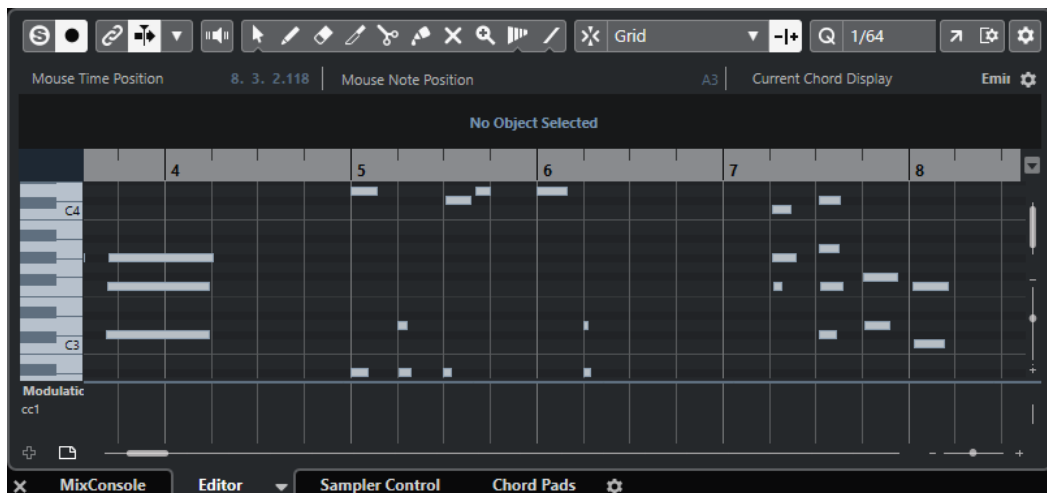 S Grid Q 1/64
Mouse Time Position 8. 3. 2.118 Mouse Note Position A3 Current Chord Display Emin
No Object Selected
4 5 6 7 8
C4
C3
Modulatic
cc1
MixConsole Editor Sampler Control Chord Pads